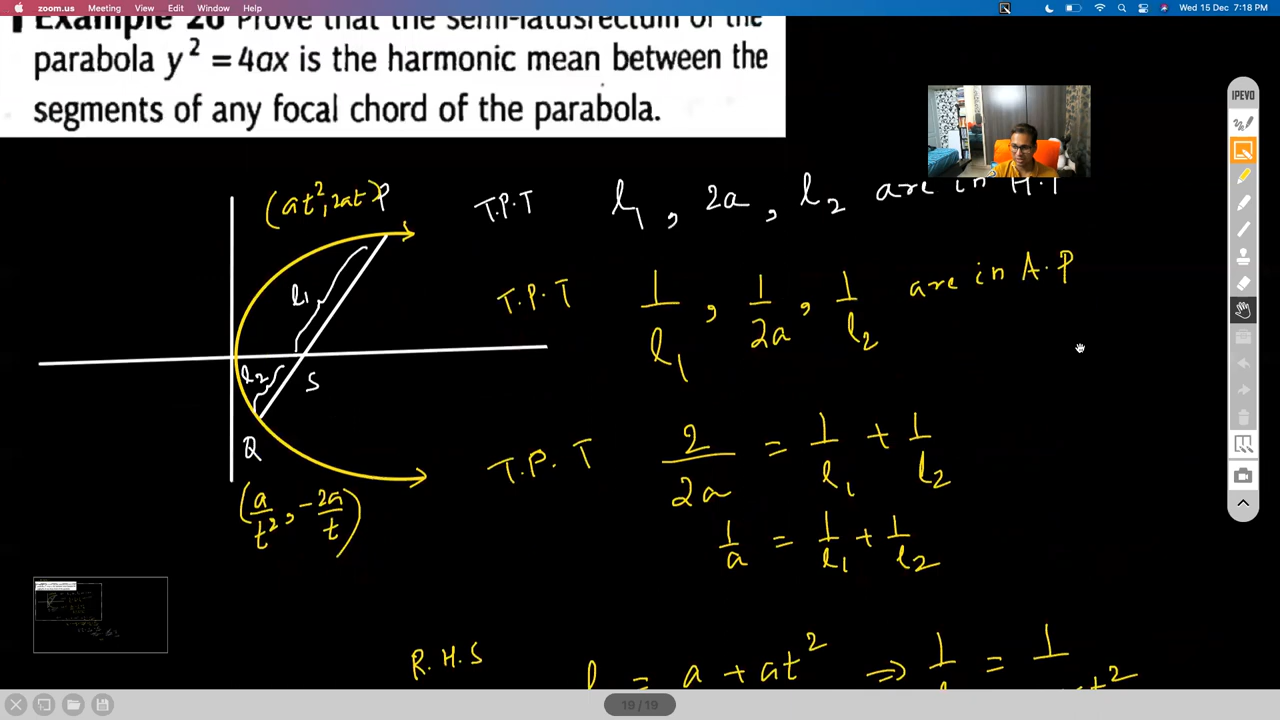 zoom.us Meeting View Edit Window Help Wed 15 Dec 7:18 PM
Example 26 Prove that the semi-latusrectum of the
parabola y² = 4ax is the harmonic mean between the
segments of any focal chord of the parabola.
IPEVO
(at², 2at) P
T.P.T l₁, 2a, l₂ are in H.P
l₁
T.P.T 1/l₁, 1/2a, 1/l₂ are in A.P
l₂
S
Q
T.P.T 2/2a = 1/l₁ + 1/l₂
(a/t², -2a/t)
1/a = 1/l₁ + 1/l₂
R.H.S
= a + at² ⇒ 1/l = 1
19 / 19